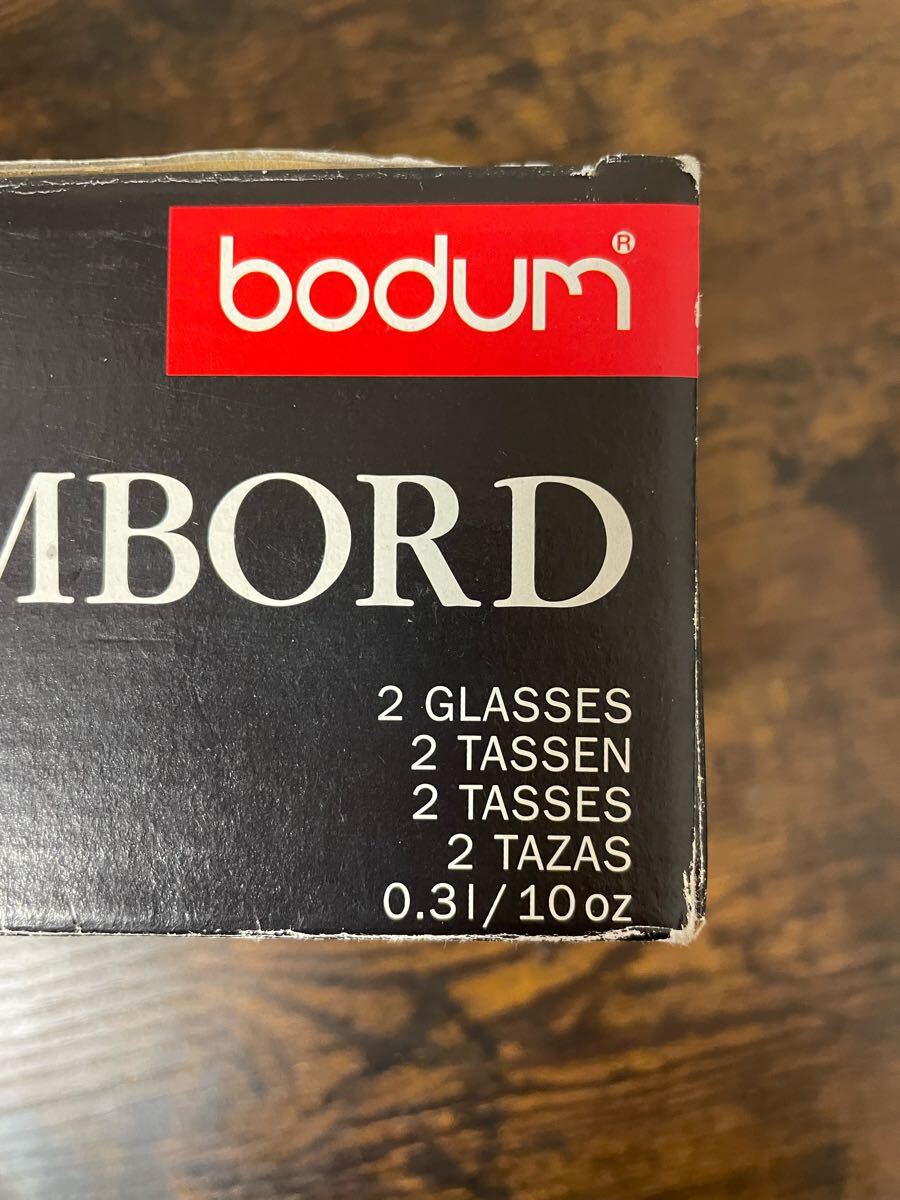 bodum®
MBORD
2 GLASSES
2 TASSEN
2 TASSES
2 TAZAS
0.3l/10oz